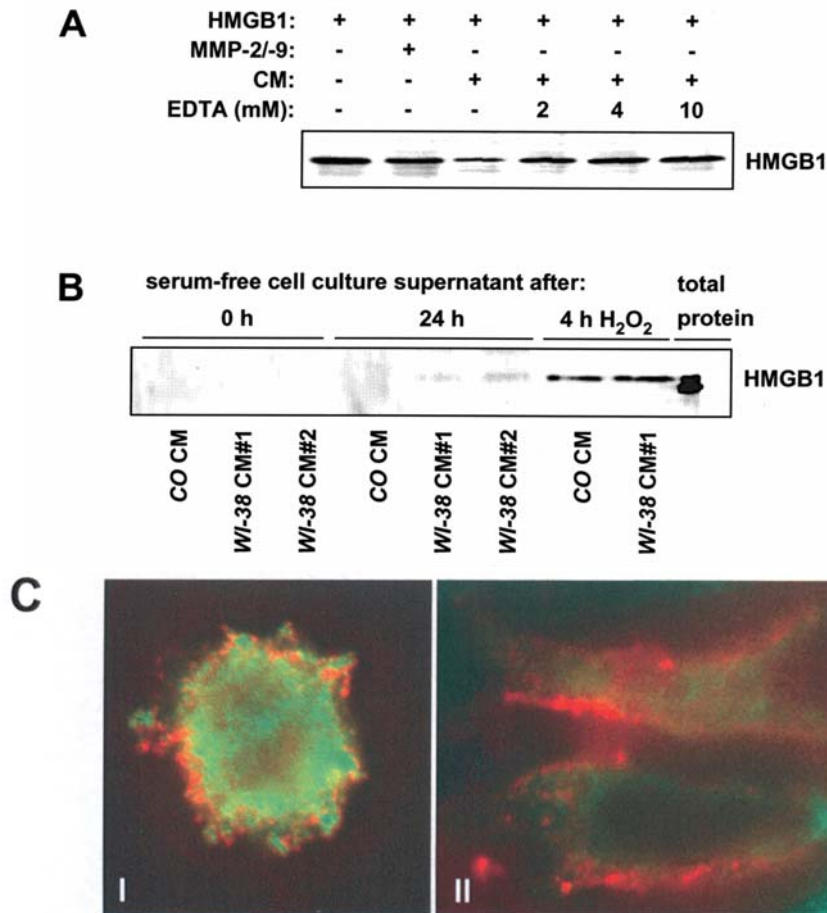 A
HMGB1: + + + + + +
MMP-2/-9: - + - - - -
CM: - - + + + +
EDTA (mM): - - - 2 4 10
HMGB1
B
serum-free cell culture supernatant after: total
0 h 24 h 4 h H₂O₂ protein
HMGB1
CO CM
WI-38 CM#1
WI-38 CM#2
CO CM
WI-38 CM#1
WI-38 CM#2
CO CM
WI-38 CM#1
C
I
II